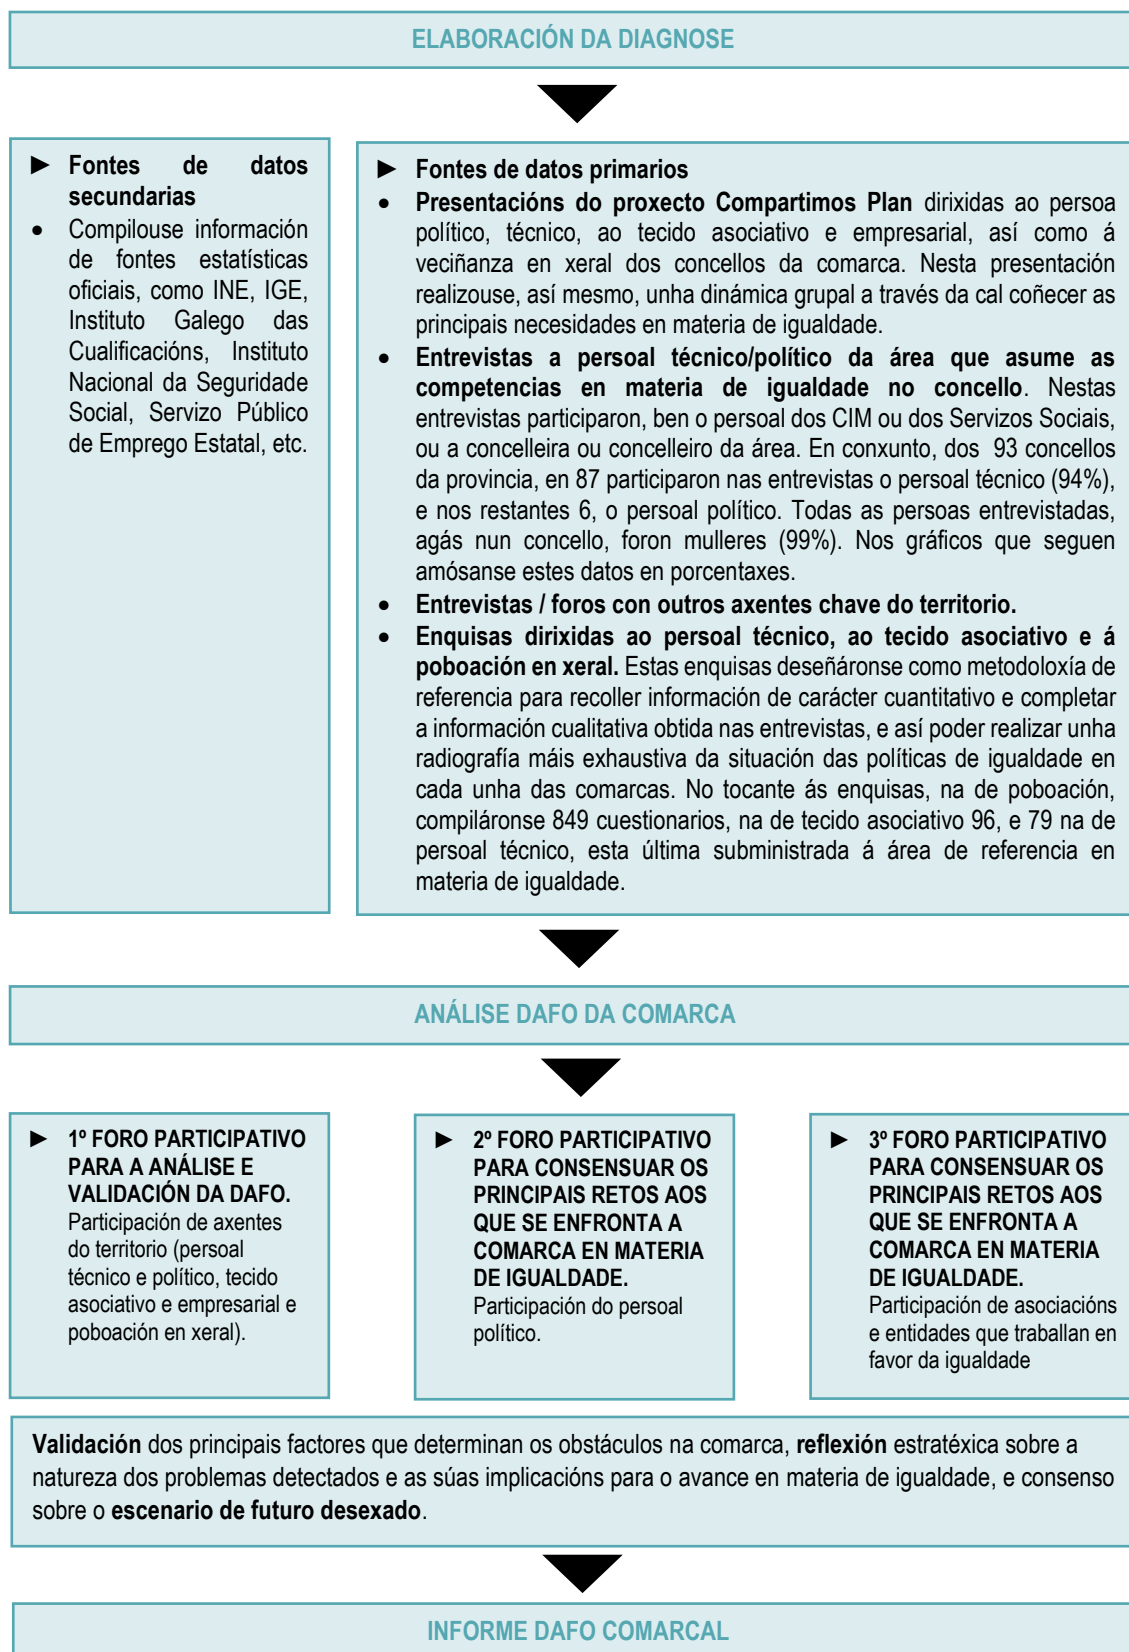 ELABORACIÓN DA DIAGNOSE
► Fontes de datos
secundarias
• Compilouse información
de fontes estatísticas
oficiais, como INE, IGE,
Instituto Galego das
Cualificacións, Instituto
Nacional da Seguridade
Social, Servizo Público
de Emprego Estatal, etc.
► Fontes de datos primarios
• Presentacións do proxecto Compartimos Plan dirixidas ao persoa
político, técnico, ao tecido asociativo e empresarial, así como á
veciñanza en xeral dos concellos da comarca. Nesta presentación
realizouse, así mesmo, unha dinámica grupal a través da cal coñecer as
principais necesidades en materia de igualdade.
• Entrevistas a persoal técnico/político da área que asume as
competencias en materia de igualdade no concello. Nestas
entrevistas participaron, ben o persoal dos CIM ou dos Servizos Sociais,
ou a concelleira ou concelleiro da área. En conxunto, dos 93 concellos
da provincia, en 87 participaron nas entrevistas o persoal técnico (94%),
e nos restantes 6, o persoal político. Todas as persoas entrevistadas,
agás nun concello, foron mulleres (99%). Nos gráficos que seguen
amósanse estes datos en porcentaxes.
• Entrevistas / foros con outros axentes chave do territorio.
• Enquisas dirixidas ao persoal técnico, ao tecido asociativo e á
poboación en xeral. Estas enquisas deseñáronse como metodoloxía de
referencia para recoller información de carácter cuantitativo e completar
a información cualitativa obtida nas entrevistas, e así poder realizar unha
radiografía máis exhaustiva da situación das políticas de igualdade en
cada unha das comarcas. No tocante ás enquisas, na de poboación,
compiláronse 849 cuestionarios, na de tecido asociativo 96, e 79 na de
persoal técnico, esta última subministrada á área de referencia en
materia de igualdade.
ANÁLISE DAFO DA COMARCA
► 1º FORO PARTICIPATIVO
PARA A ANÁLISE E
VALIDACIÓN DA DAFO.
Participación de axentes
do territorio (persoal
técnico e político, tecido
asociativo e empresarial e
poboación en xeral).
► 2º FORO PARTICIPATIVO
PARA CONSENSUAR OS
PRINCIPAIS RETOS AOS
QUE SE ENFRONTA A
COMARCA EN MATERIA
DE IGUALDADE.
Participación do persoal
político.
► 3º FORO PARTICIPATIVO
PARA CONSENSUAR OS
PRINCIPAIS RETOS AOS
QUE SE ENFRONTA A
COMARCA EN MATERIA
DE IGUALDADE.
Participación de asociacións
e entidades que traballan en
favor da igualdade
Validación dos principais factores que determinan os obstáculos na comarca, reflexión estratéxica sobre a
natureza dos problemas detectados e as súas implicacións para o avance en materia de igualdade, e consenso
sobre o escenario de futuro desexado.
INFORME DAFO COMARCAL